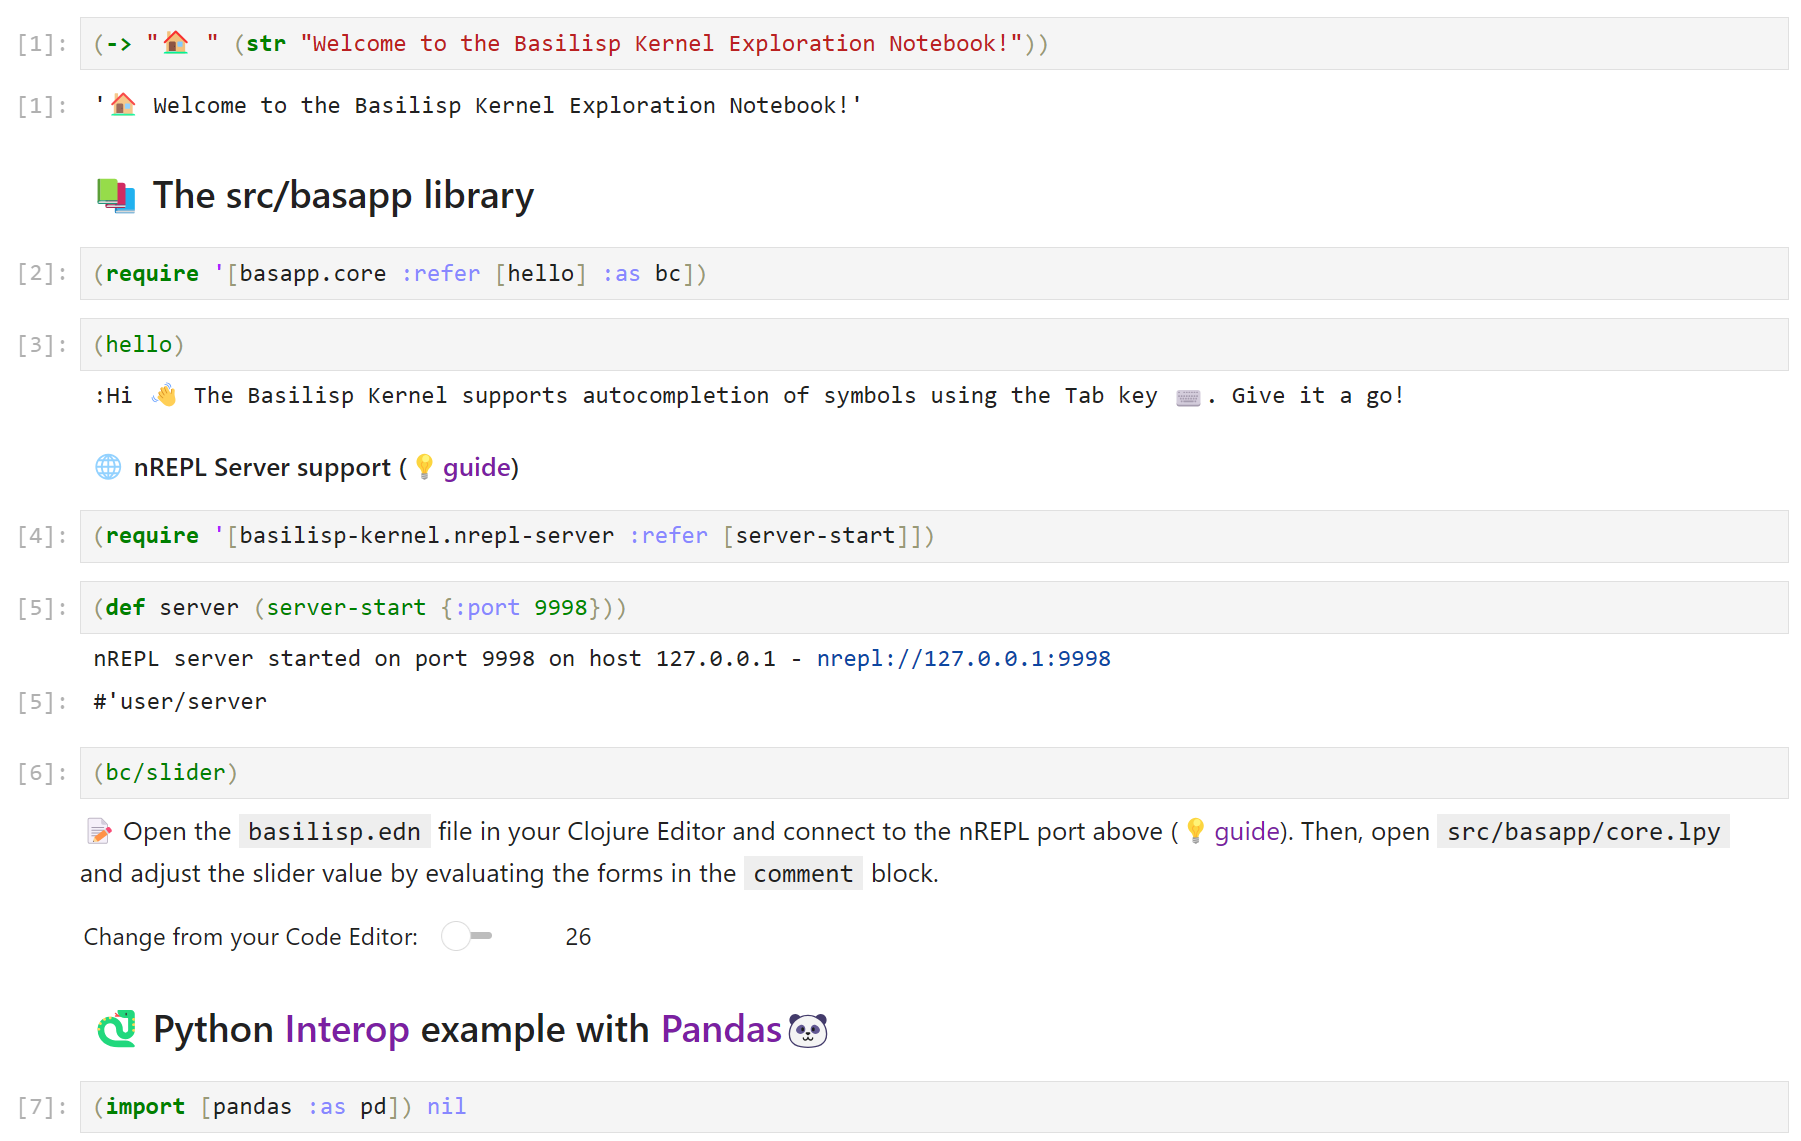 [1]: (-> "🏠 " (str "Welcome to the Basilisp Kernel Exploration Notebook!"))
[1]: '🏠 Welcome to the Basilisp Kernel Exploration Notebook!'
📚 The src/basapp library
[2]: (require '[basapp.core :refer [hello] :as bc])
[3]: (hello)
:Hi 👋 The Basilisp Kernel supports autocompletion of symbols using the Tab key ⌨️. Give it a go!
🌐 nREPL Server support (💡 guide)
[4]: (require '[basilisp-kernel.nrepl-server :refer [server-start]])
[5]: (def server (server-start {:port 9998}))
nREPL server started on port 9998 on host 127.0.0.1 - nrepl://127.0.0.1:9998
[5]: #'user/server
[6]: (bc/slider)
📝 Open the basilisp.edn file in your Clojure Editor and connect to the nREPL port above (💡 guide). Then, open src/basapp/core.lpy
and adjust the slider value by evaluating the forms in the comment block.
Change from your Code Editor: 26
🐍 Python Interop example with Pandas🐼
[7]: (import [pandas :as pd]) nil